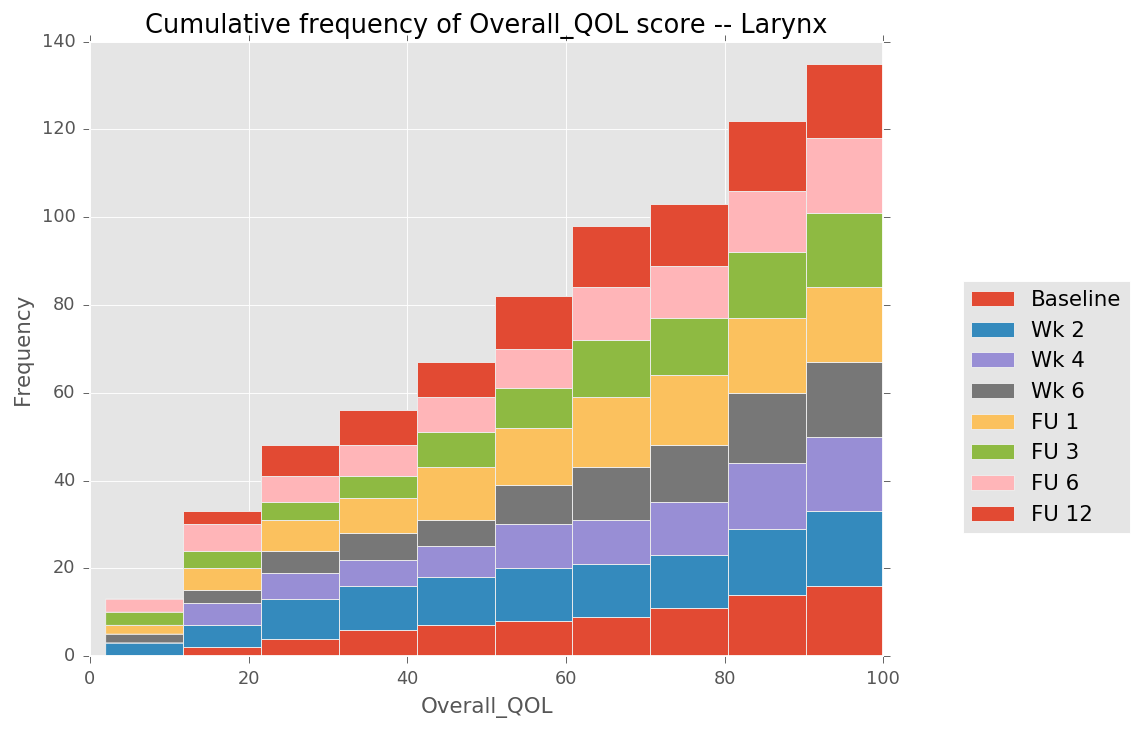 Cumulative frequency of Overall_QOL score -- Larynx
140
120
100
80
60
40
20
0
Frequency
0 20 40 60 80 100
Overall_QOL
Baseline
Wk 2
Wk 4
Wk 6
FU 1
FU 3
FU 6
FU 12